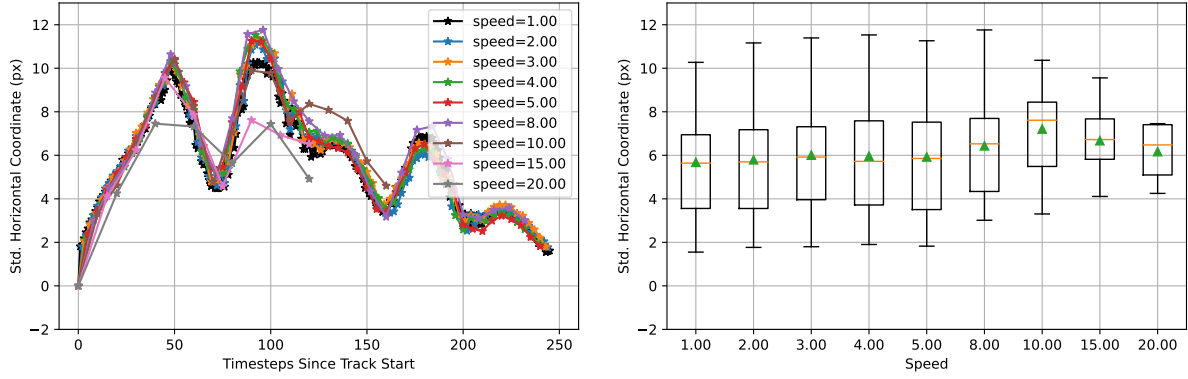 12
10
8
6
4
2
0
−2
Std. Horizontal Coordinate (px)
0 50 100 150 200 250
Timesteps Since Track Start
speed=1.00
speed=2.00
speed=3.00
speed=4.00
speed=5.00
speed=8.00
speed=10.00
speed=15.00
speed=20.00
12
10
8
6
4
2
0
−2
Std. Horizontal Coordinate (px)
1.00 2.00 3.00 4.00 5.00 8.00 10.00 15.00 20.00
Speed